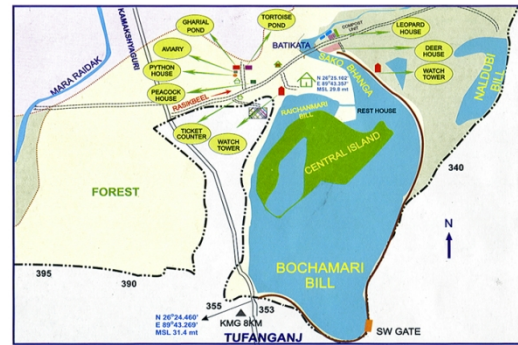 GHARIAL
POND
TORTOISE
POND
COMPOSIT
UNIT
LEOPARD
HOUSE
KAMAKSHYAGURI
AVIARY
BATIKATA
DEER
HOUSE
MARA RAIDAK
PYTHON
HOUSE
SAKO BHANGA
WATCH
TOWER
NALDUBI
BILL
PEACOCK
HOUSE
RASIKBEEL
N 26°25.162'
E 89°43.297'
MSL 29.8 mt
RAICHAMARI
BILL
REST HOUSE
TICKET
COUNTER
WATCH
TOWER
CENTRAL ISLAND
340
FOREST
N
BOCHAMARI
BILL
395
390
355
353
N 26°24.460'
E 89°43.269'
MSL 31.4 mt
KMG 8KM
SW GATE
TUFANGANJ